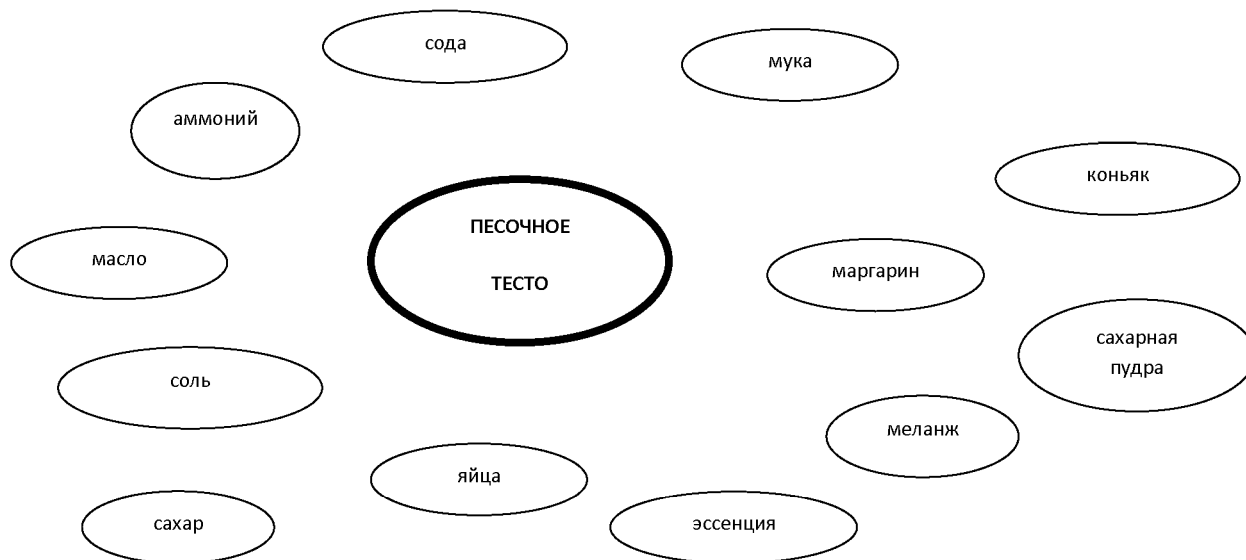 сода
мука
аммоний
коньяк
ПЕСОЧНОЕ
ТЕСТО
масло
маргарин
сахарная
пудра
соль
меланж
яйца
сахар
эссенция